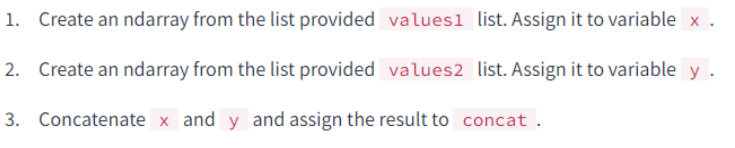 1. Create an ndarray from the list provided values1 list. Assign it to variable x .
2. Create an ndarray from the list provided values2 list. Assign it to variable y .
3. Concatenate x and y and assign the result to concat .